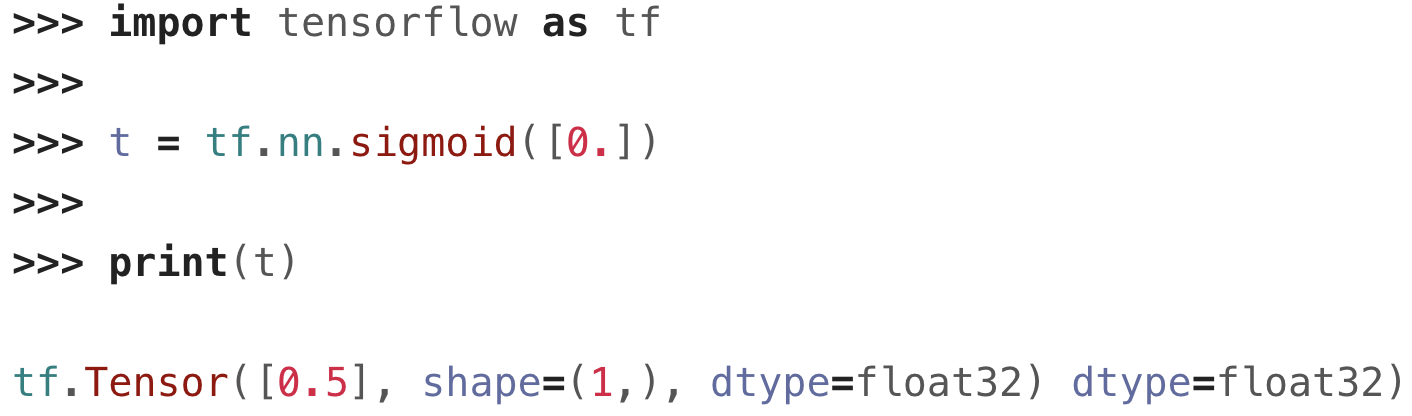 >>> import tensorflow as tf
>>>
>>> t = tf.nn.sigmoid([0.])
>>>
>>> print(t)
tf.Tensor([0.5], shape=(1,), dtype=float32) dtype=float32)